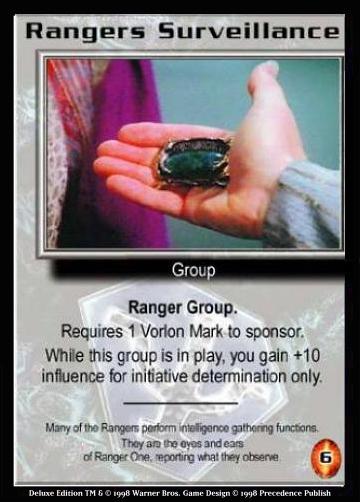 Rangers Surveillance
Group
Ranger Group.
Requires 1 Vorlon Mark to sponsor.
While this group is in play, you gain +10
influence for initiative determination only.
Many of the Rangers perform intelligence gathering functions.
They are the eyes and ears
of Ranger One, reporting what they observe.
6
Deluxe Edition TM & © 1998 Warner Bros. Game Design © 1998 Precedence Publish